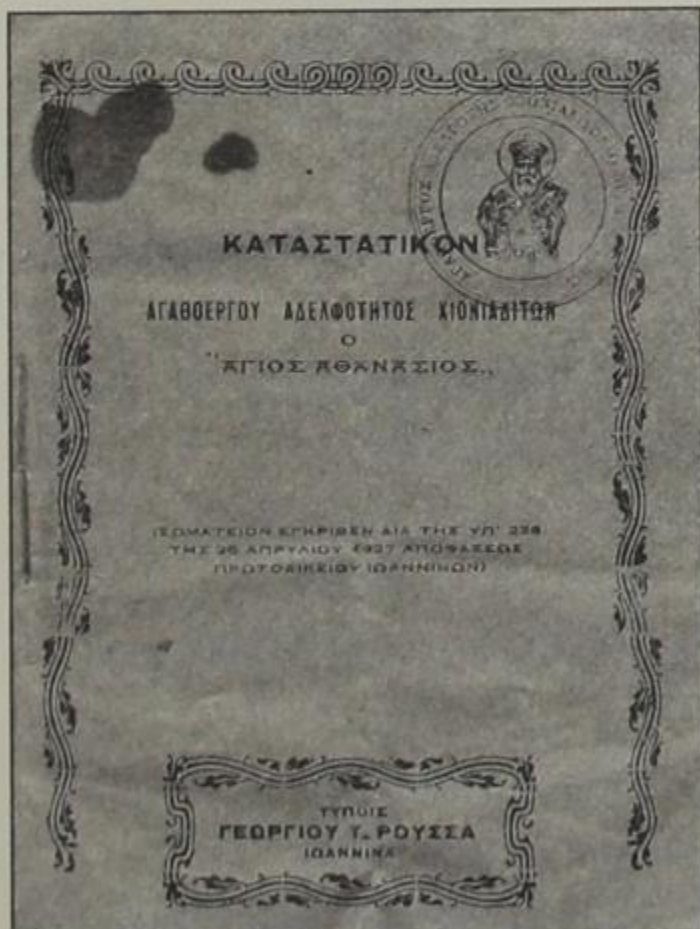 ΚΑΤΑΣΤΑΤΙΚΟΝ
ΑΓΑΘΟΕΡΓΟΥ ΑΔΕΛΦΟΤΗΤΟΣ ΧΙΟΝΙΑΔΙΤΩΝ
Ο
"ΑΓΙΟΣ ΑΘΑΝΑΣΙΟΣ„
(ΣΩΜΑΤΕΙΟΝ ΕΓΚΡΙΘΕΝ ΔΙΑ ΤΗΣ ΥΠ'
ΤΗΣ 26 ΑΠΡΙΛΙΟΥ 1927 ΑΠΟΦΑΣΕΩΣ
ΠΡΩΤΟΔΙΚΕΙΟΥ ΙΩΑΝΝΙΝΩΝ)
ΤΥΠΟΙΣ
ΓΕΩΡΓΙΟΥ Τ. ΡΟΥΣΣΑ
ΙΩΑΝΝΙΝΑ